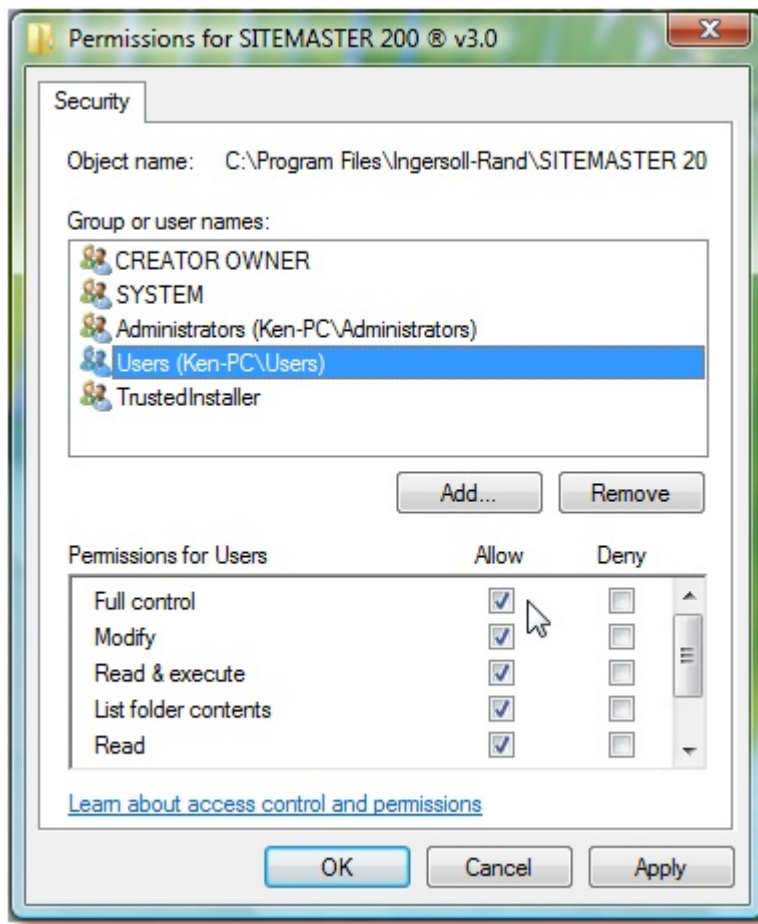 Permissions for SITEMASTER 200 ® v3.0
Security
Object name: C:\Program Files\Ingersoll-Rand\SITEMASTER 20
Group or user names:
CREATOR OWNER
SYSTEM
Administrators (Ken-PC\Administrators)
Users (Ken-PC\Users)
TrustedInstaller
Add... Remove
Permissions for Users Allow Deny
Full control
Modify
Read & execute
List folder contents
Read
Learn about access control and permissions
OK Cancel Apply